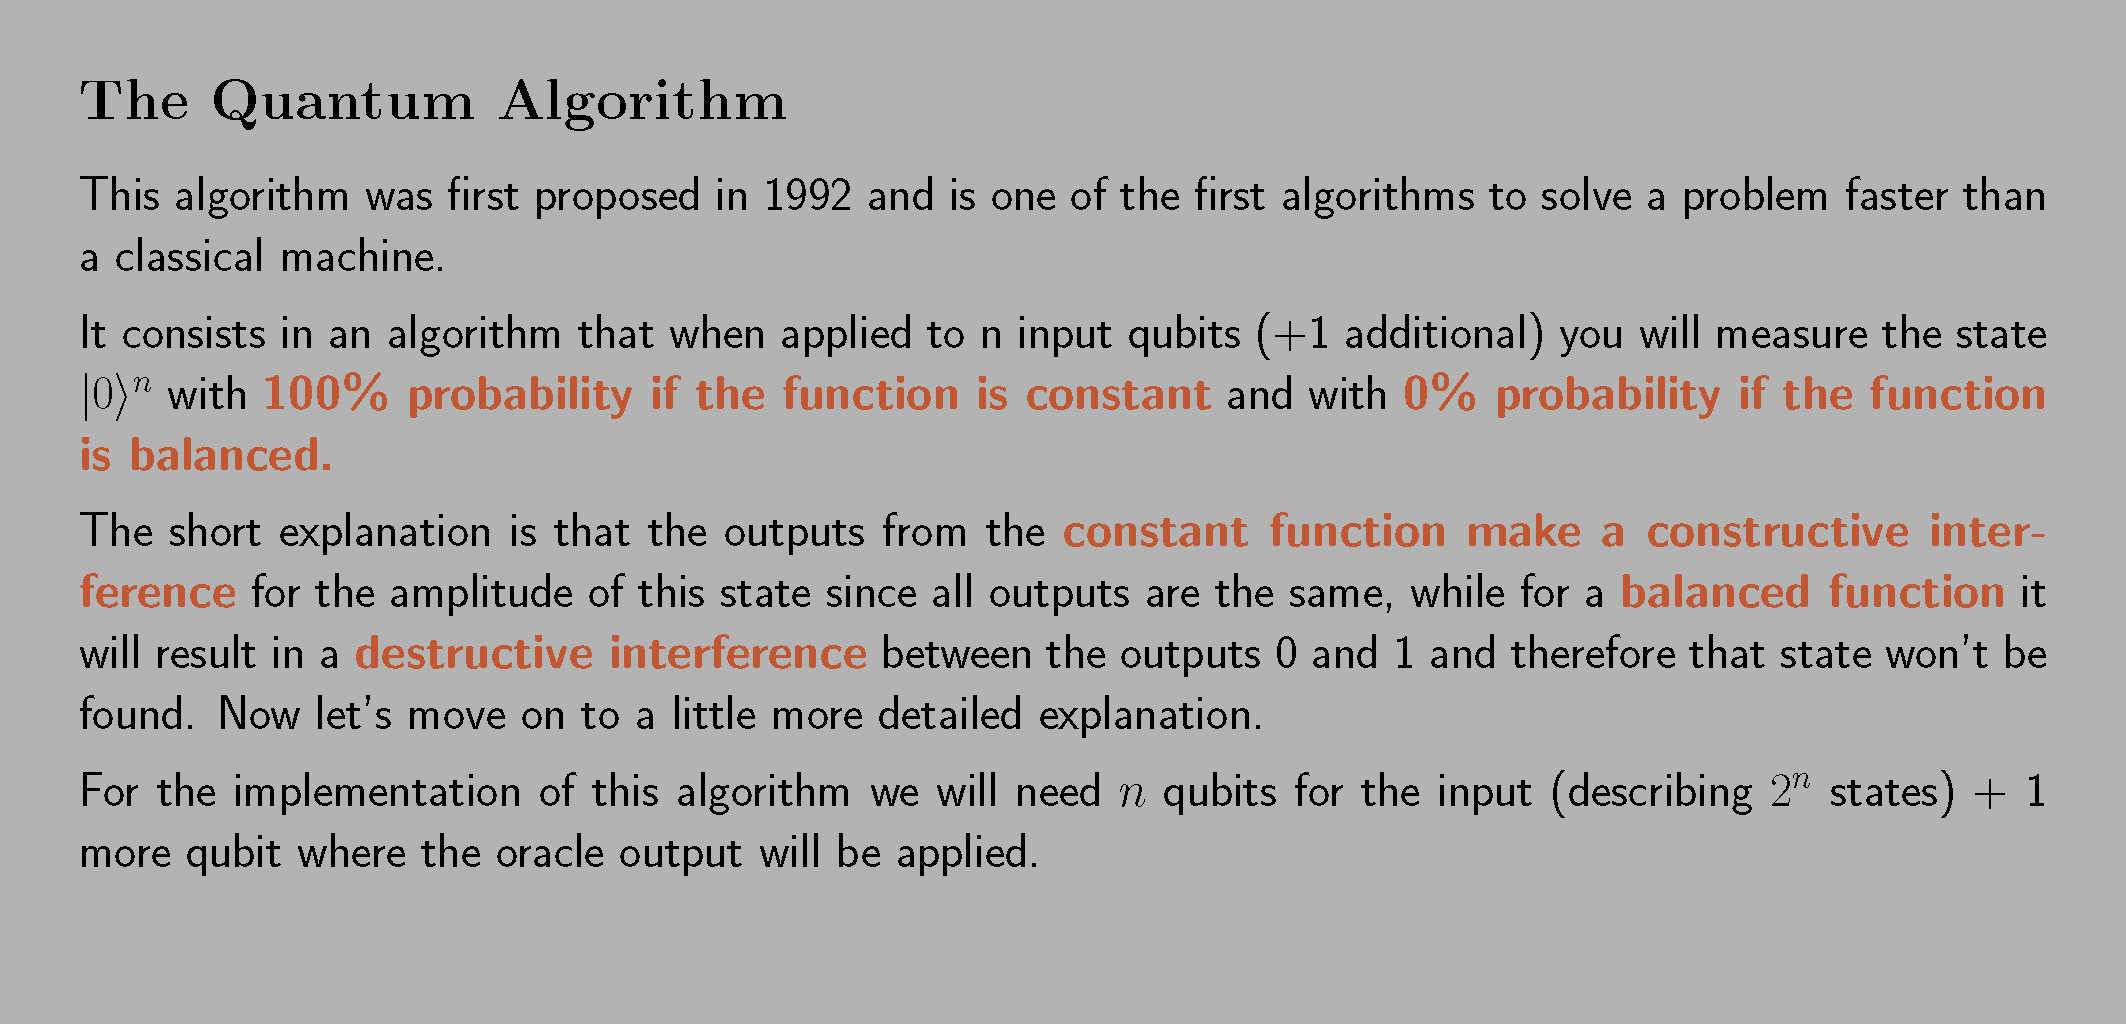 The Quantum Algorithm
This algorithm was first proposed in 1992 and is one of the first algorithms to solve a problem faster than
a classical machine.
It consists in an algorithm that when applied to n input qubits (+1 additional) you will measure the state
|0⟩ⁿ with 100% probability if the function is constant and with 0% probability if the function
is balanced.
The short explanation is that the outputs from the constant function make a constructive inter-
ference for the amplitude of this state since all outputs are the same, while for a balanced function it
will result in a destructive interference between the outputs 0 and 1 and therefore that state won't be
found. Now let's move on to a little more detailed explanation.
For the implementation of this algorithm we will need n qubits for the input (describing 2ⁿ states) + 1
more qubit where the oracle output will be applied.